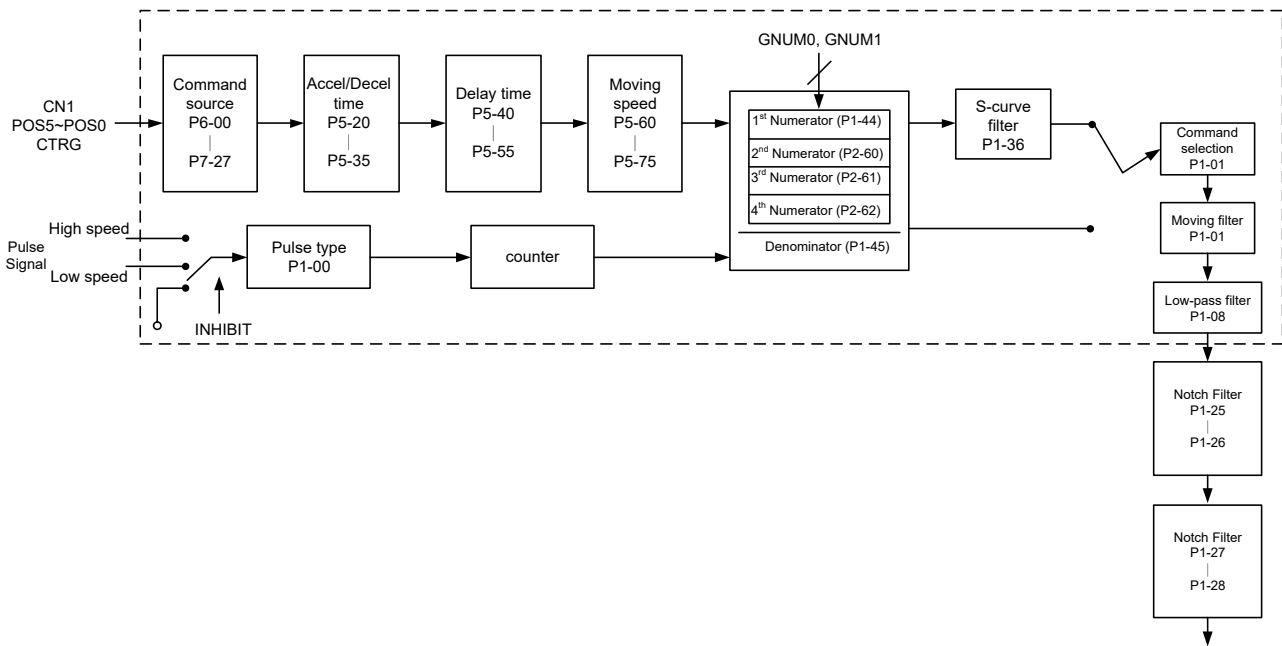 GNUM0, GNUM1
CN1
POS5~POS0
CTRG
Command
source
P6-00
P7-27
Accel/Decel
time
P5-20
P5-35
Delay time
P5-40
P5-55
Moving
speed
P5-60
P5-75
1st Numerator (P1-44)
2nd Numerator (P2-60)
3rd Numerator (P2-61)
4th Numerator (P2-62)
Denominator (P1-45)
S-curve
filter
P1-36
Command
selection
P1-01
Moving filter
P1-01
Low-pass filter
P1-08
Pulse
Signal
High speed
Low speed
INHIBIT
Pulse type
P1-00
counter
Notch Filter
P1-25
P1-26
Notch Filter
P1-27
P1-28